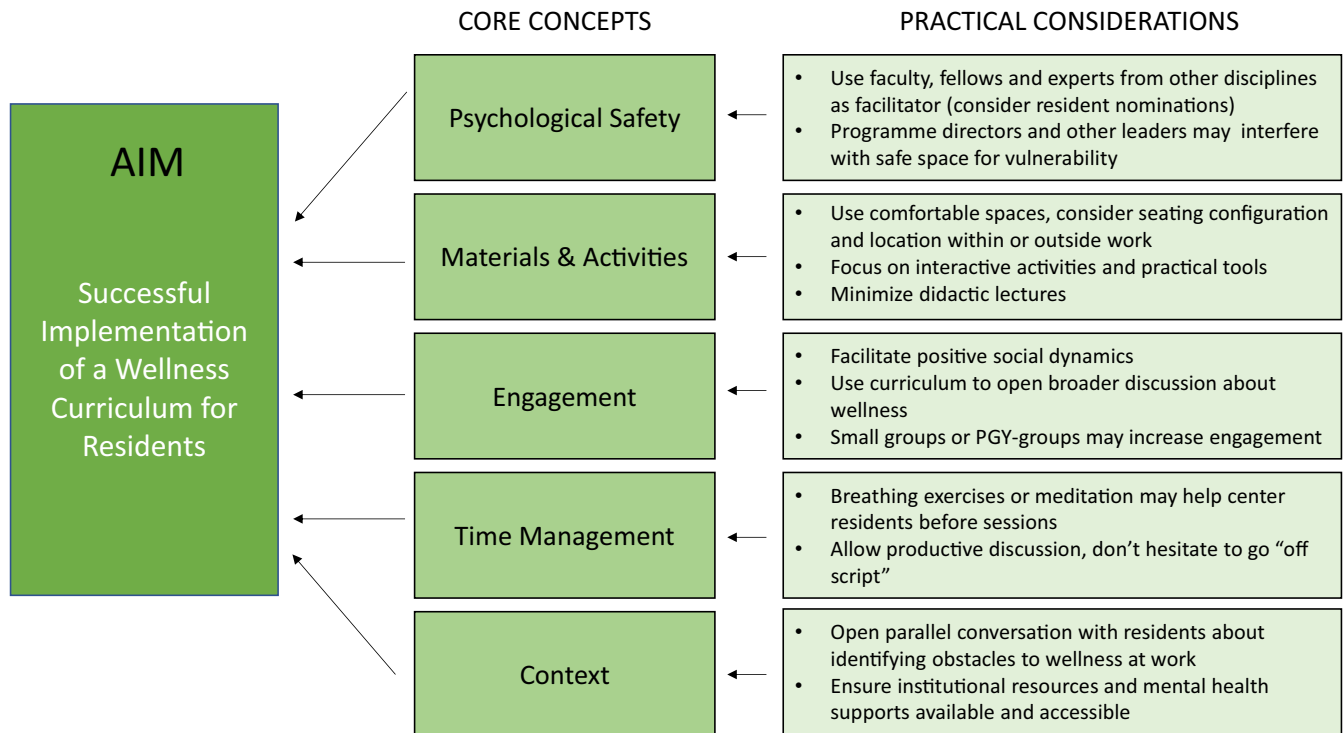 CORE CONCEPTS
PRACTICAL CONSIDERATIONS
AIM
Successful
Implementation
of a Wellness
Curriculum for
Residents
Psychological Safety
• Use faculty, fellows and experts from other disciplines
as facilitator (consider resident nominations)
• Programme directors and other leaders may interfere
with safe space for vulnerability
Materials & Activities
• Use comfortable spaces, consider seating configuration
and location within or outside work
• Focus on interactive activities and practical tools
• Minimize didactic lectures
Engagement
• Facilitate positive social dynamics
• Use curriculum to open broader discussion about
wellness
• Small groups or PGY-groups may increase engagement
Time Management
• Breathing exercises or meditation may help center
residents before sessions
• Allow productive discussion, don’t hesitate to go “off
script”
Context
• Open parallel conversation with residents about
identifying obstacles to wellness at work
• Ensure institutional resources and mental health
supports available and accessible